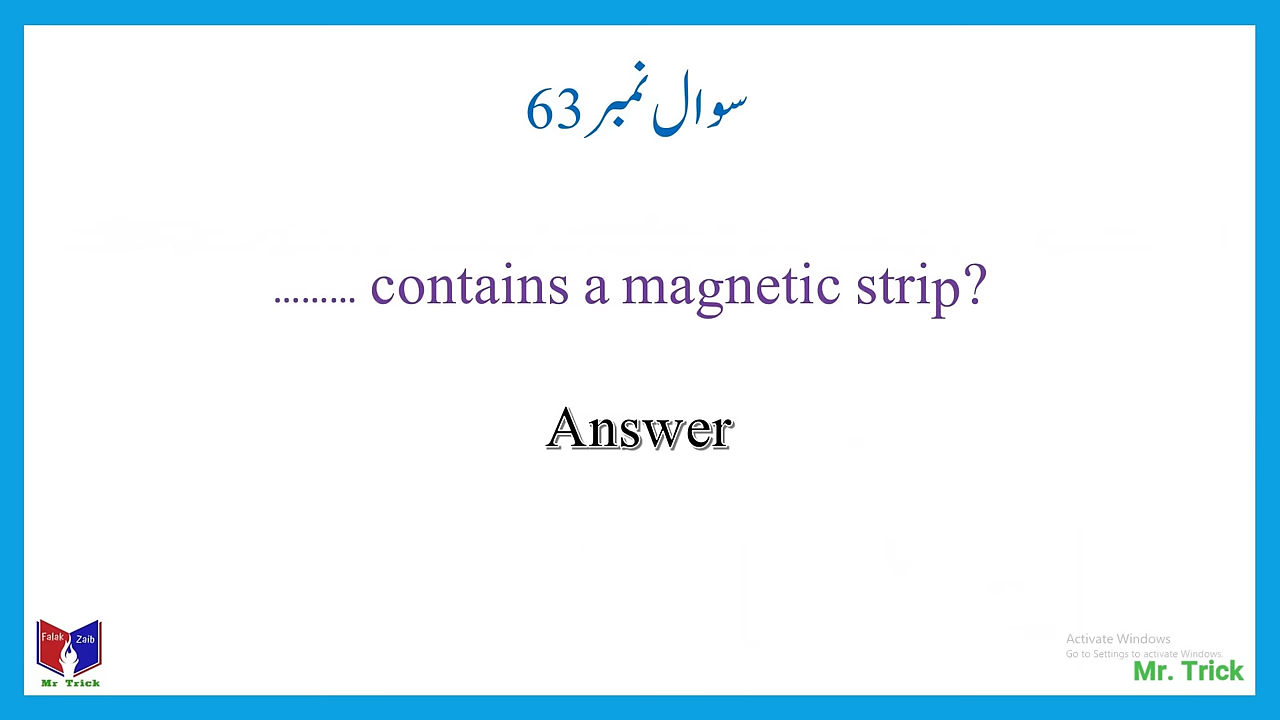 سوال نمبر 63
......... contains a magnetic strip?
Answer
Falak Zaib
Mr Trick
Activate Windows
Go to Settings to activate Windows.
Mr. Trick